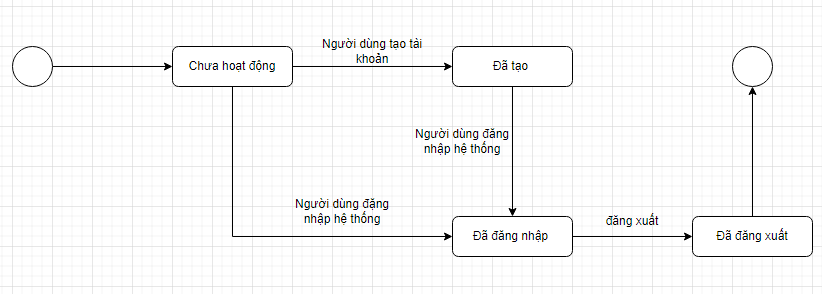 Người dùng tạo tài
khoản
Chưa hoạt động
Đã tạo
Người dùng đăng
nhập hệ thống
Người dùng đặng
nhập hệ thống
đăng xuất
Đã đăng nhập
Đã đăng xuất